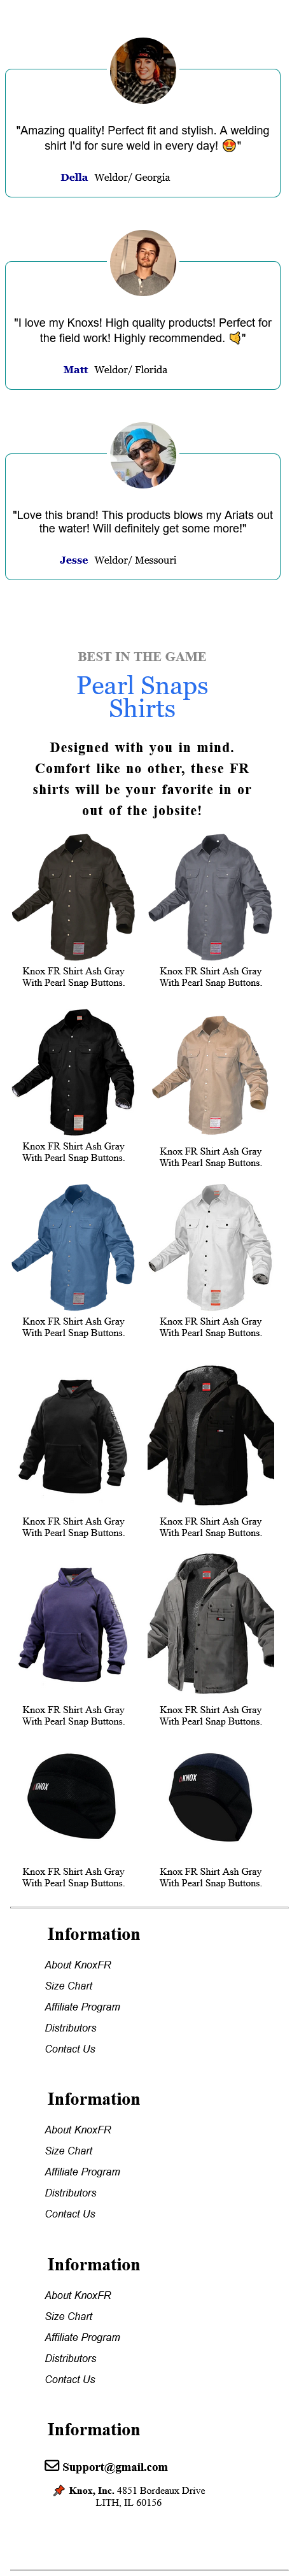 "Amazing quality! Perfect fit and stylish. A welding
shirt I'd for sure weld in every day! 😍"
Della Weldor/ Georgia
"I love my Knoxs! High quality products! Perfect for
the field work! Highly recommended. 🤙"
Matt Weldor/ Florida
"Love this brand! This products blows my Ariats out
the water! Will definitely get some more!"
Jesse Weldor/ Messouri
BEST IN THE GAME
Pearl Snaps
Shirts
Designed with you in mind.
Comfort like no other, these FR
shirts will be your favorite in or
out of the jobsite!
Knox FR Shirt Ash Gray
With Pearl Snap Buttons.
Knox FR Shirt Ash Gray
With Pearl Snap Buttons.
Knox FR Shirt Ash Gray
With Pearl Snap Buttons.
Knox FR Shirt Ash Gray
With Pearl Snap Buttons.
Knox FR Shirt Ash Gray
With Pearl Snap Buttons.
Knox FR Shirt Ash Gray
With Pearl Snap Buttons.
Knox FR Shirt Ash Gray
With Pearl Snap Buttons.
Knox FR Shirt Ash Gray
With Pearl Snap Buttons.
Knox FR Shirt Ash Gray
With Pearl Snap Buttons.
Knox FR Shirt Ash Gray
With Pearl Snap Buttons.
KNOX
KNOX
Knox FR Shirt Ash Gray
With Pearl Snap Buttons.
Knox FR Shirt Ash Gray
With Pearl Snap Buttons.
Information
About KnoxFR
Size Chart
Affiliate Program
Distributors
Contact Us
Information
About KnoxFR
Size Chart
Affiliate Program
Distributors
Contact Us
Information
About KnoxFR
Size Chart
Affiliate Program
Distributors
Contact Us
Information
Support@gmail.com
📌 Knox, Inc. 4851 Bordeaux Drive
LITH, IL 60156